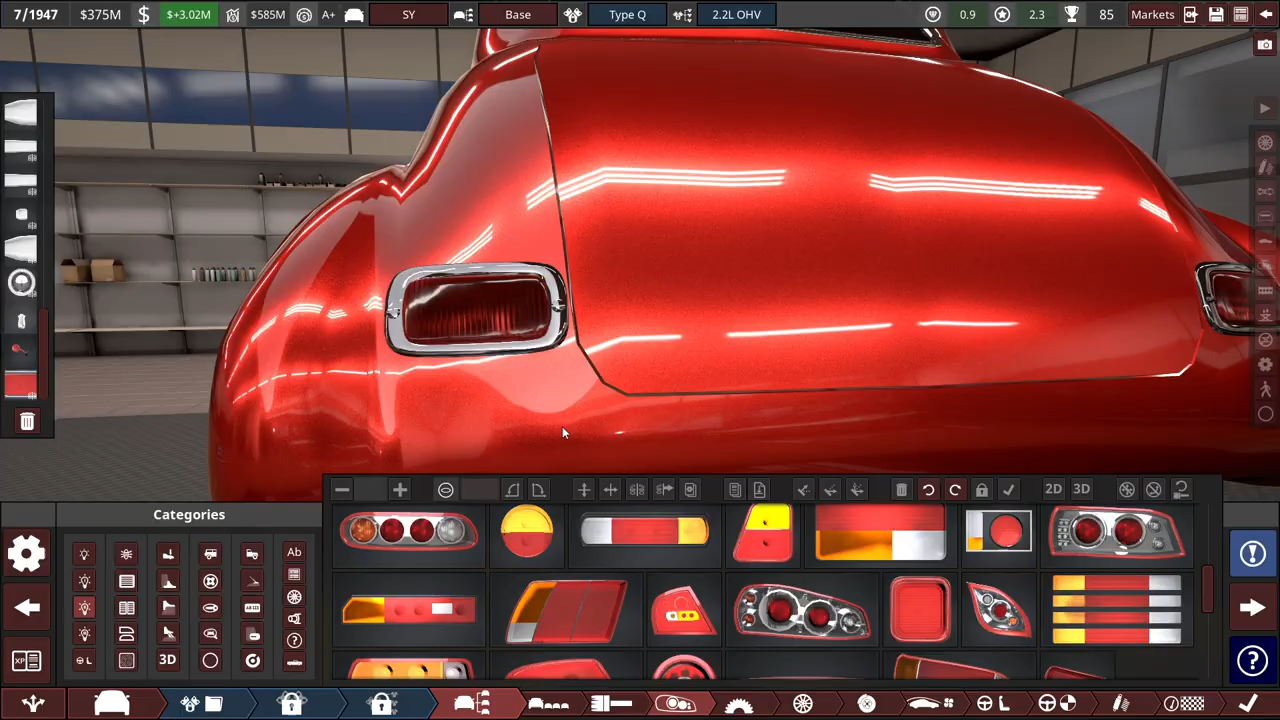 7/1947 $375M $ $+3.02M $585M A+ SY Base Type Q 2.2L OHV 0.9 2.3 85 Markets
2D 3D
Categories
Ab
L 3D
XP
L